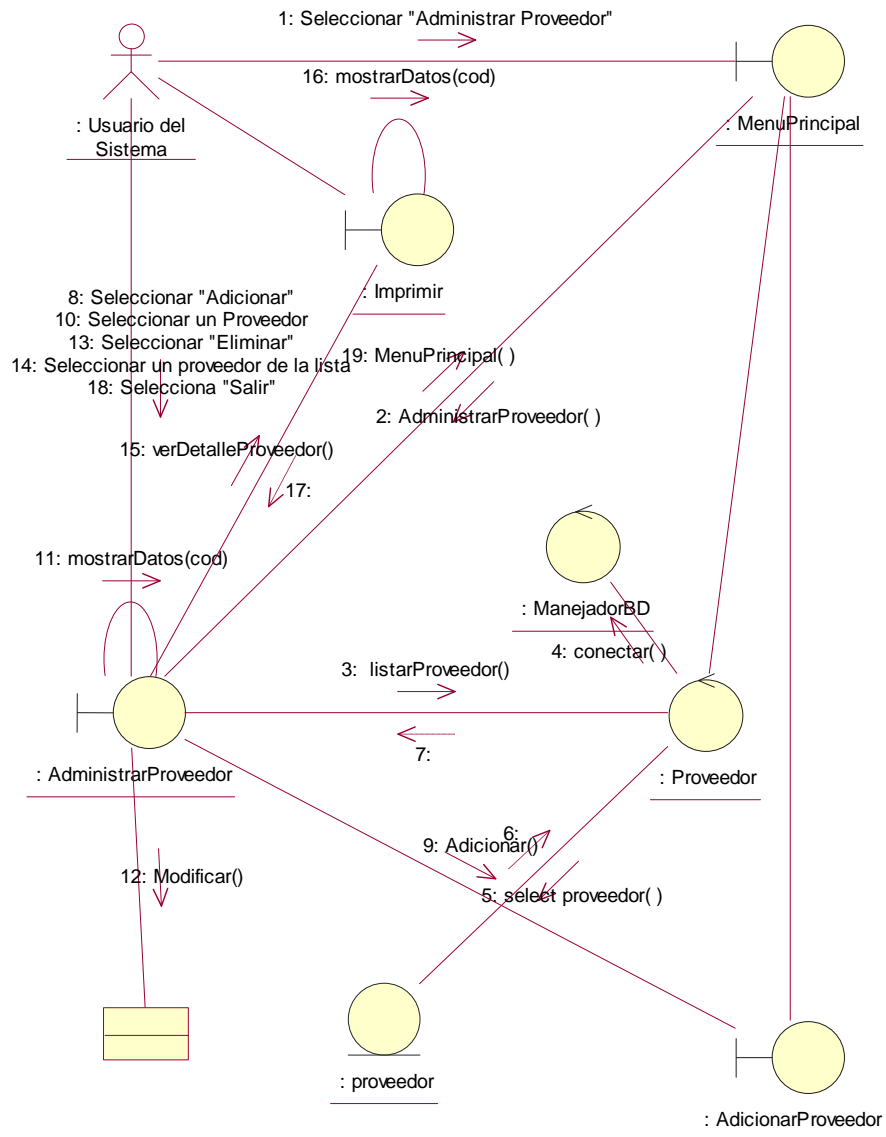 1: Seleccionar "Administrar Proveedor"
16: mostrarDatos(cod)
: Usuario del
Sistema
: MenuPrincipal
: Imprimir
8: Seleccionar "Adicionar"
10: Seleccionar un Proveedor
13: Seleccionar "Eliminar"
14: Seleccionar un proveedor de la lista
18: Selecciona "Salir"
19: MenuPrincipal( )
2: AdministrarProveedor( )
15: verDetalleProveedor()
17:
11: mostrarDatos(cod)
: ManejadorBD
4: conectar( )
3:  listarProveedor()
7:
: AdministrarProveedor
: Proveedor
6:
9: Adicionar()
12: Modificar()
5: select proveedor( )
: proveedor
: AdicionarProveedor